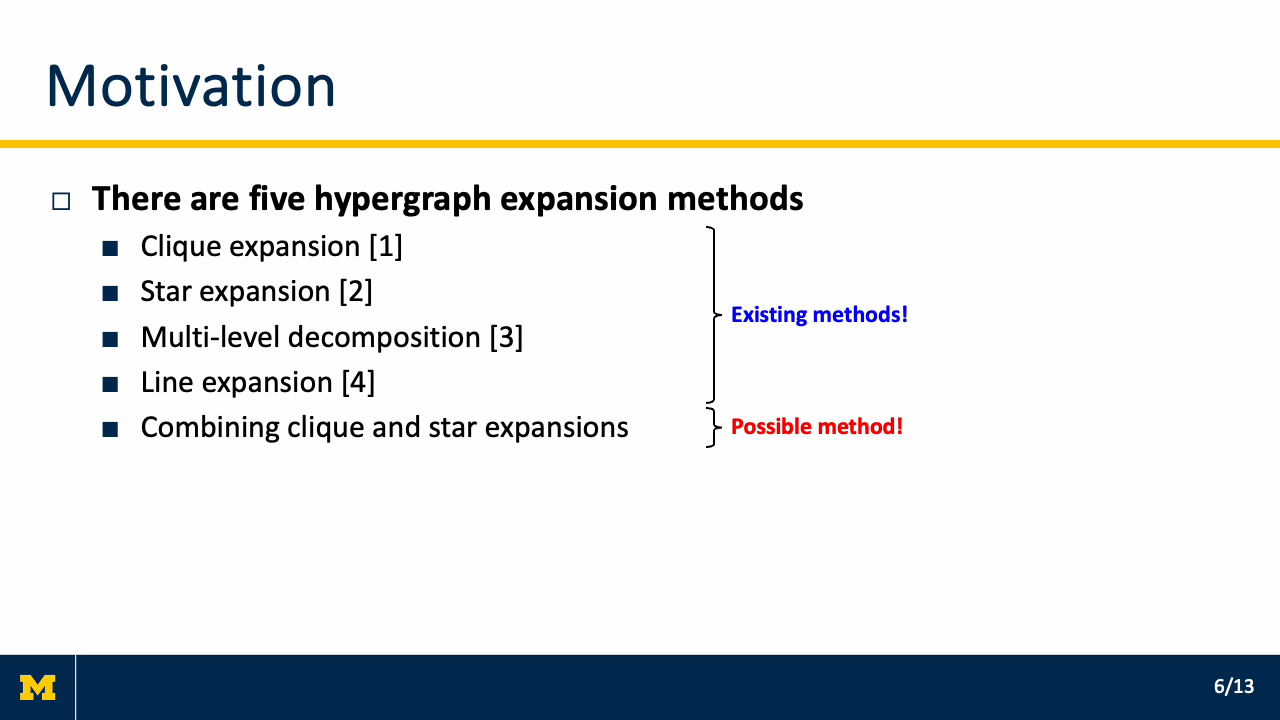 Motivation
There are five hypergraph expansion methods
Clique expansion [1]
Star expansion [2]
Multi-level decomposition [3]
Line expansion [4]
Combining clique and star expansions
Existing methods!
Possible method!
M
6/13